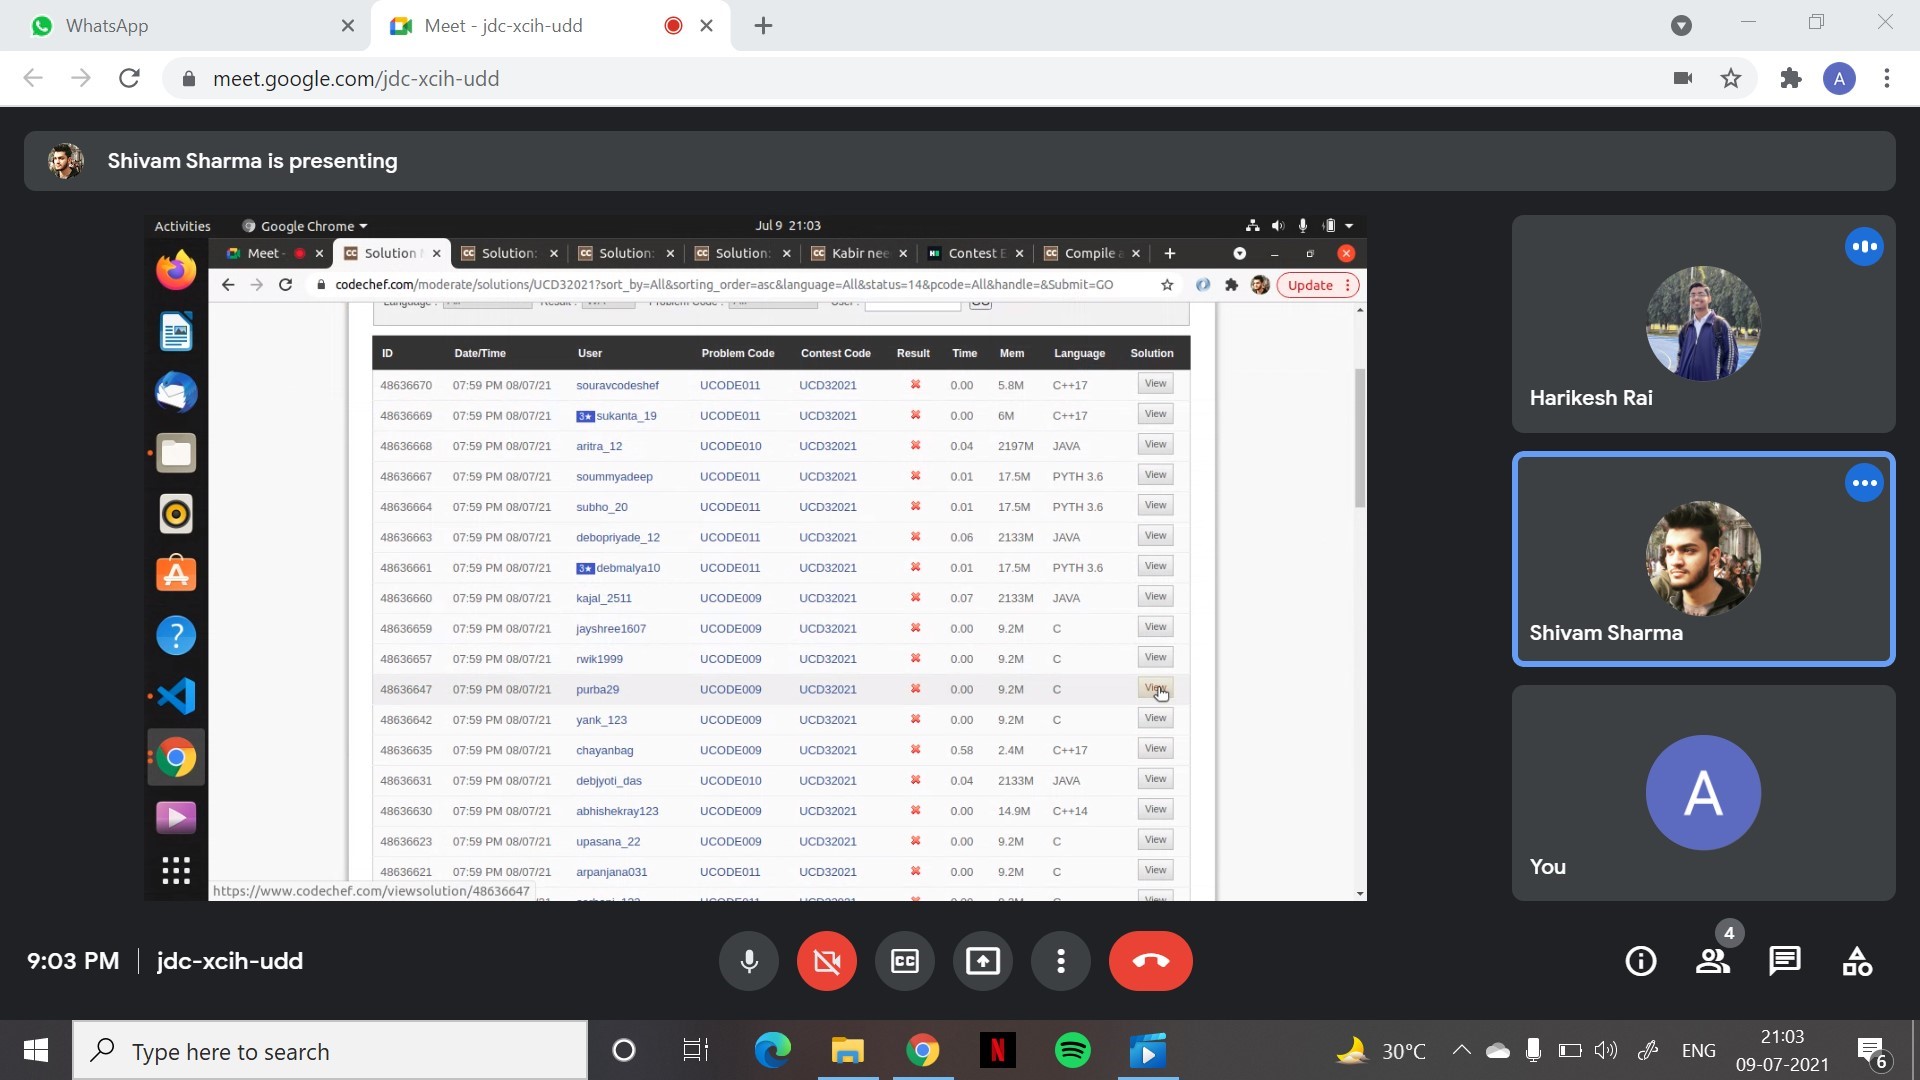 WhatsApp
Meet - jdc-xcih-udd
meet.google.com/jdc-xcih-udd
A
Shivam Sharma is presenting
Activities Google Chrome Jul 9 21:03
Meet - Solution Solution: Solution: Solution: Kabir nee Contest E Compile a
codechef.com/moderate/solutions/UCD32021?sort_by=All&sorting_order=asc&language=All&status=14&pcode=All&handle=&Submit=GO Update
ID Date/Time User Problem Code Contest Code Result Time Mem Language Solution
48636670 07:59 PM 08/07/21 souravcodeshef UCODE011 UCD32021 0.00 5.8M C++17 View
48636669 07:59 PM 08/07/21 3★ sukanta_19 UCODE011 UCD32021 0.00 6M C++17 View
48636668 07:59 PM 08/07/21 aritra_12 UCODE010 UCD32021 0.04 2197M JAVA View
48636667 07:59 PM 08/07/21 soummyadeep UCODE011 UCD32021 0.01 17.5M PYTH 3.6 View
48636664 07:59 PM 08/07/21 subho_20 UCODE011 UCD32021 0.01 17.5M PYTH 3.6 View
48636663 07:59 PM 08/07/21 debopriyade_12 UCODE011 UCD32021 0.06 2133M JAVA View
48636661 07:59 PM 08/07/21 3★ debmalya10 UCODE011 UCD32021 0.01 17.5M PYTH 3.6 View
48636660 07:59 PM 08/07/21 kajal_2511 UCODE009 UCD32021 0.07 2133M JAVA View
48636659 07:59 PM 08/07/21 jayshree1607 UCODE009 UCD32021 0.00 9.2M C View
48636657 07:59 PM 08/07/21 rwik1999 UCODE009 UCD32021 0.00 9.2M C View
48636647 07:59 PM 08/07/21 purba29 UCODE009 UCD32021 0.00 9.2M C View
48636642 07:59 PM 08/07/21 yank_123 UCODE009 UCD32021 0.00 9.2M C View
48636635 07:59 PM 08/07/21 chayanbag UCODE009 UCD32021 0.58 2.4M C++17 View
48636631 07:59 PM 08/07/21 debjyoti_das UCODE010 UCD32021 0.04 2133M JAVA View
48636630 07:59 PM 08/07/21 abhishekray123 UCODE009 UCD32021 0.00 14.9M C++14 View
48636623 07:59 PM 08/07/21 upasana_22 UCODE009 UCD32021 0.00 9.2M C View
48636621 07:59 PM 08/07/21 arpanjana031 UCODE011 UCD32021 0.00 9.2M C View
https://www.codechef.com/viewsolution/48636647
Harikesh Rai
Shivam Sharma
A
You
9:03 PM | jdc-xcih-udd
4
Type here to search
30°C ENG 21:03
09-07-2021
6